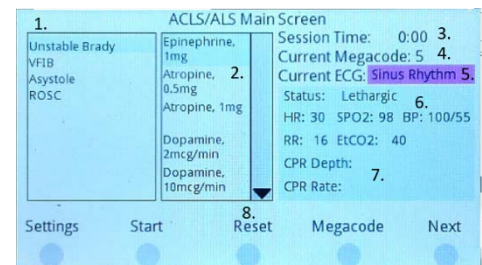 ACLS/ALS Main Screen
1.
Unstable Brady
VFIB
Asystole
ROSC
Epinephrine,
1mg
Atropine, 2.
0.5mg
Atropine, 1mg
Dopamine,
2mcg/min
Dopamine,
10mcg/min
Session Time: 0:00 3.
Current Megacode: 5 4.
Current ECG: Sinus Rhythm 5.
Status: Lethargic 6.
HR: 30 SPO2: 98 BP: 100/55
RR: 16 EtCO2: 40
CPR Depth:
7.
CPR Rate:
8.
Settings Start Reset Megacode Next